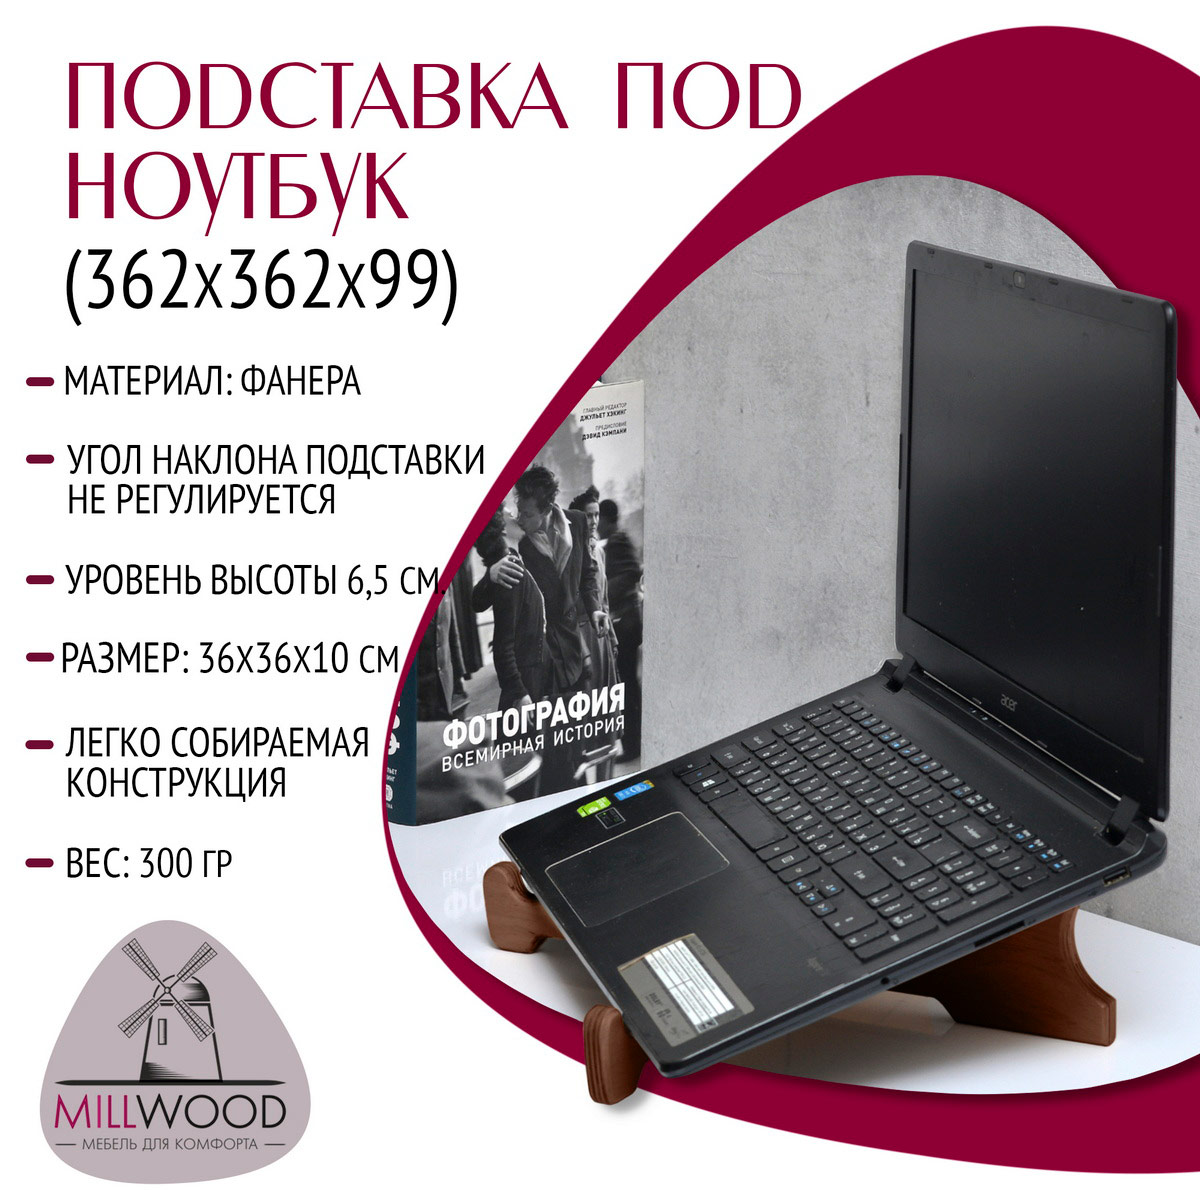 ПОДСТАВКА ПОД
НОУТБУК
(362х362х99)
МАТЕРИАЛ: ФАНЕРА
УГОЛ НАКЛОНА ПОДСТАВКИ
НЕ РЕГУЛИРУЕТСЯ
УРОВЕНЬ ВЫСОТЫ 6,5 СМ.
РАЗМЕР: 36Х36Х10 СМ
ЛЕГКО СОБИРАЕМАЯ
КОНСТРУКЦИЯ
ВЕС: 300 ГР
MILLWOOD
МЕБЕЛЬ ДЛЯ КОМФОРТА
ГЛАВНЫЙ РЕДАКТОР
ДЖУЛЬЕТ ХЭКИНГ
ПРЕДИСЛОВИЕ
ДЭВИД КЭМПАНИ
ФОТОГРАФИЯ
ВСЕМИРНАЯ ИСТОРИЯ
acer